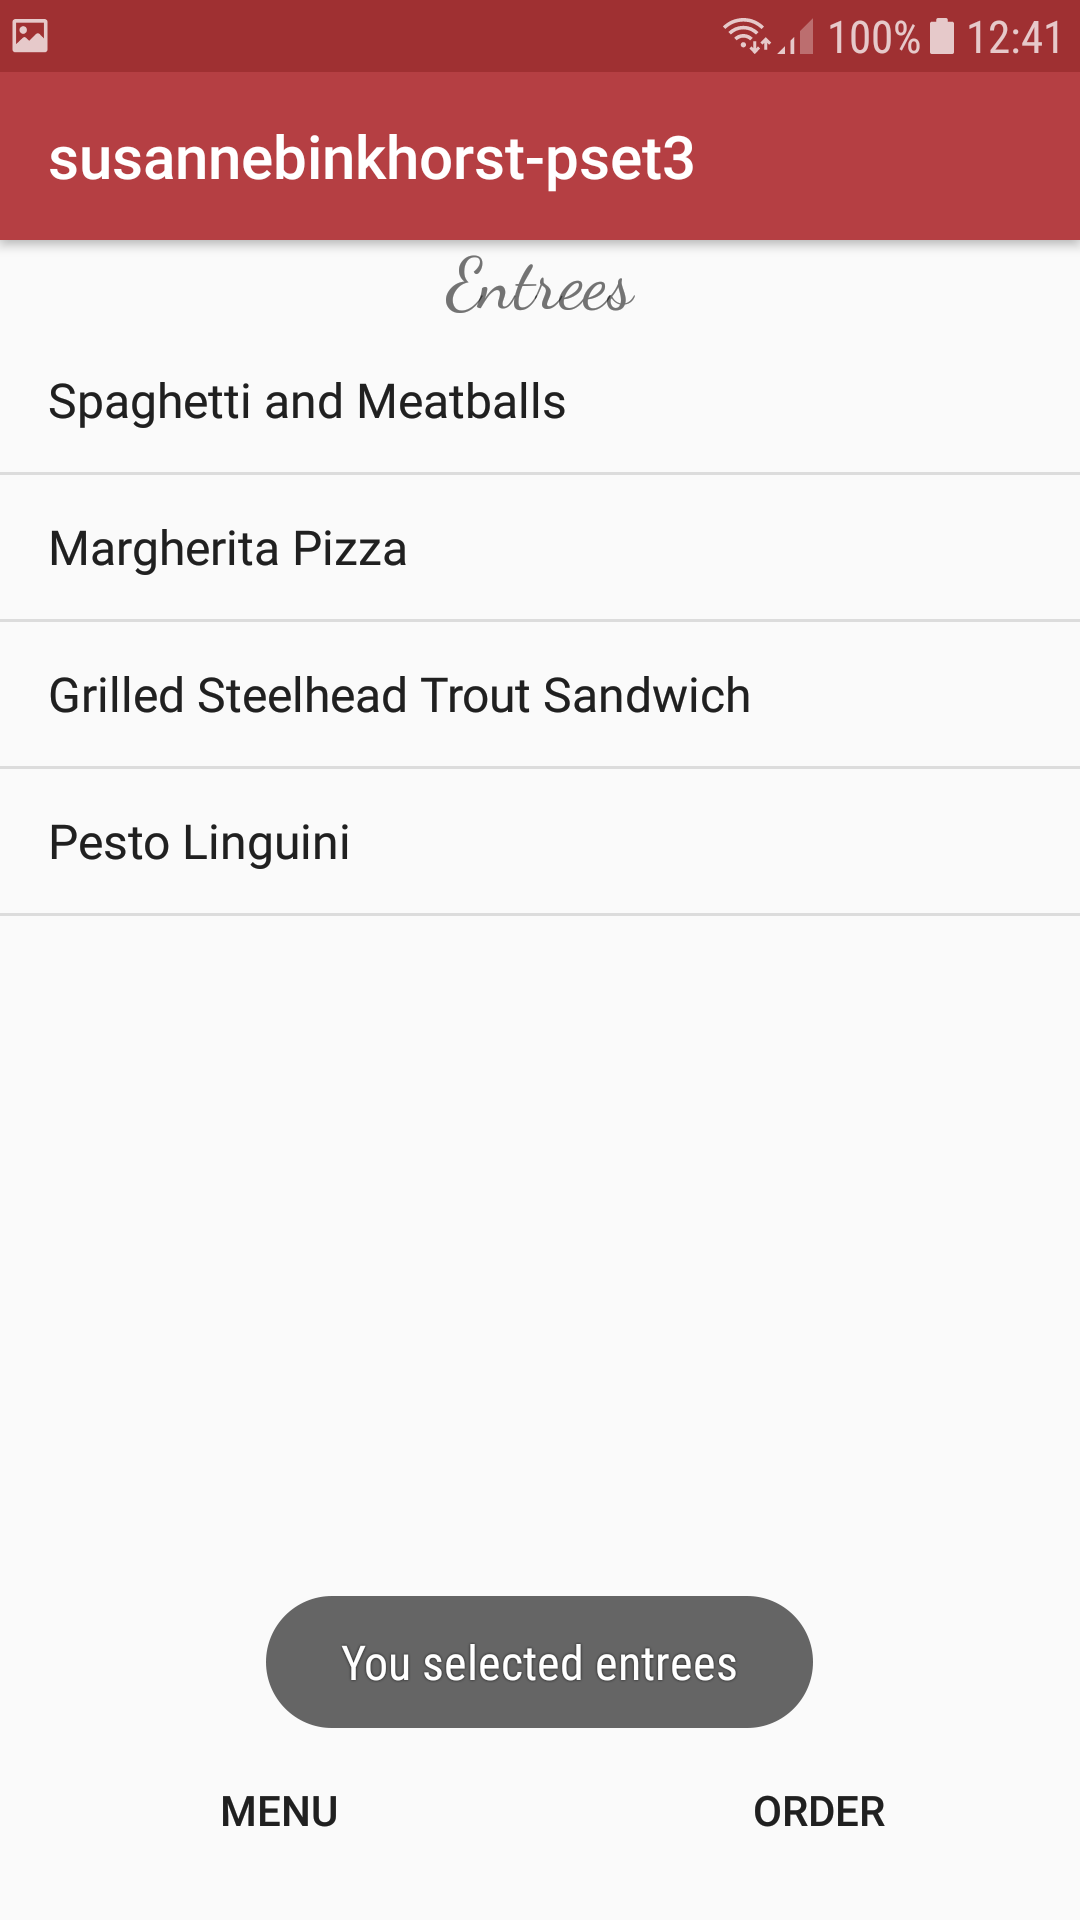 100% 12:41
susannebinkhorst-pset3
Entrees
Spaghetti and Meatballs
Margherita Pizza
Grilled Steelhead Trout Sandwich
Pesto Linguini
You selected entrees
MENU ORDER